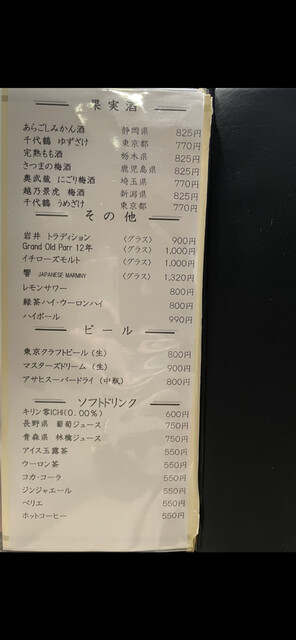 果実酒
あらごしみかん酒 静岡県 825円
千代鶴 ゆずざけ 東京都 770円
完熟もも酒 栃木県 825円
さつまの梅酒 鹿児島県 825円
奥武蔵 にごり梅酒 埼玉県 770円
越乃景虎 梅酒 新潟県 825円
千代鶴 うめざけ 東京都 770円
その他
岩井 トラディション 〈グラス〉 900円
Grand Old Parr 12年 〈グラス〉 1,000円
イチローズモルト 〈グラス〉 1,000円
響 JAPANESE MARMNY 〈グラス〉 1,320円
レモンサワー 800円
緑茶ハイ・ウーロンハイ 800円
ハイボール 990円
ビール
東京クラフトビール(生) 800円
マスターズドリーム(生) 900円
アサヒスーパードライ(中瓶) 800円
ソフトドリンク
キリン零ICHI(0.00%) 600円
長野県 葡萄ジュース 750円
青森県 林檎ジュース 750円
アイス玉露茶 550円
ウーロン茶 550円
コカ・コーラ 550円
ジンジャエール 550円
ペリエ 550円
ホットコーヒー 550円